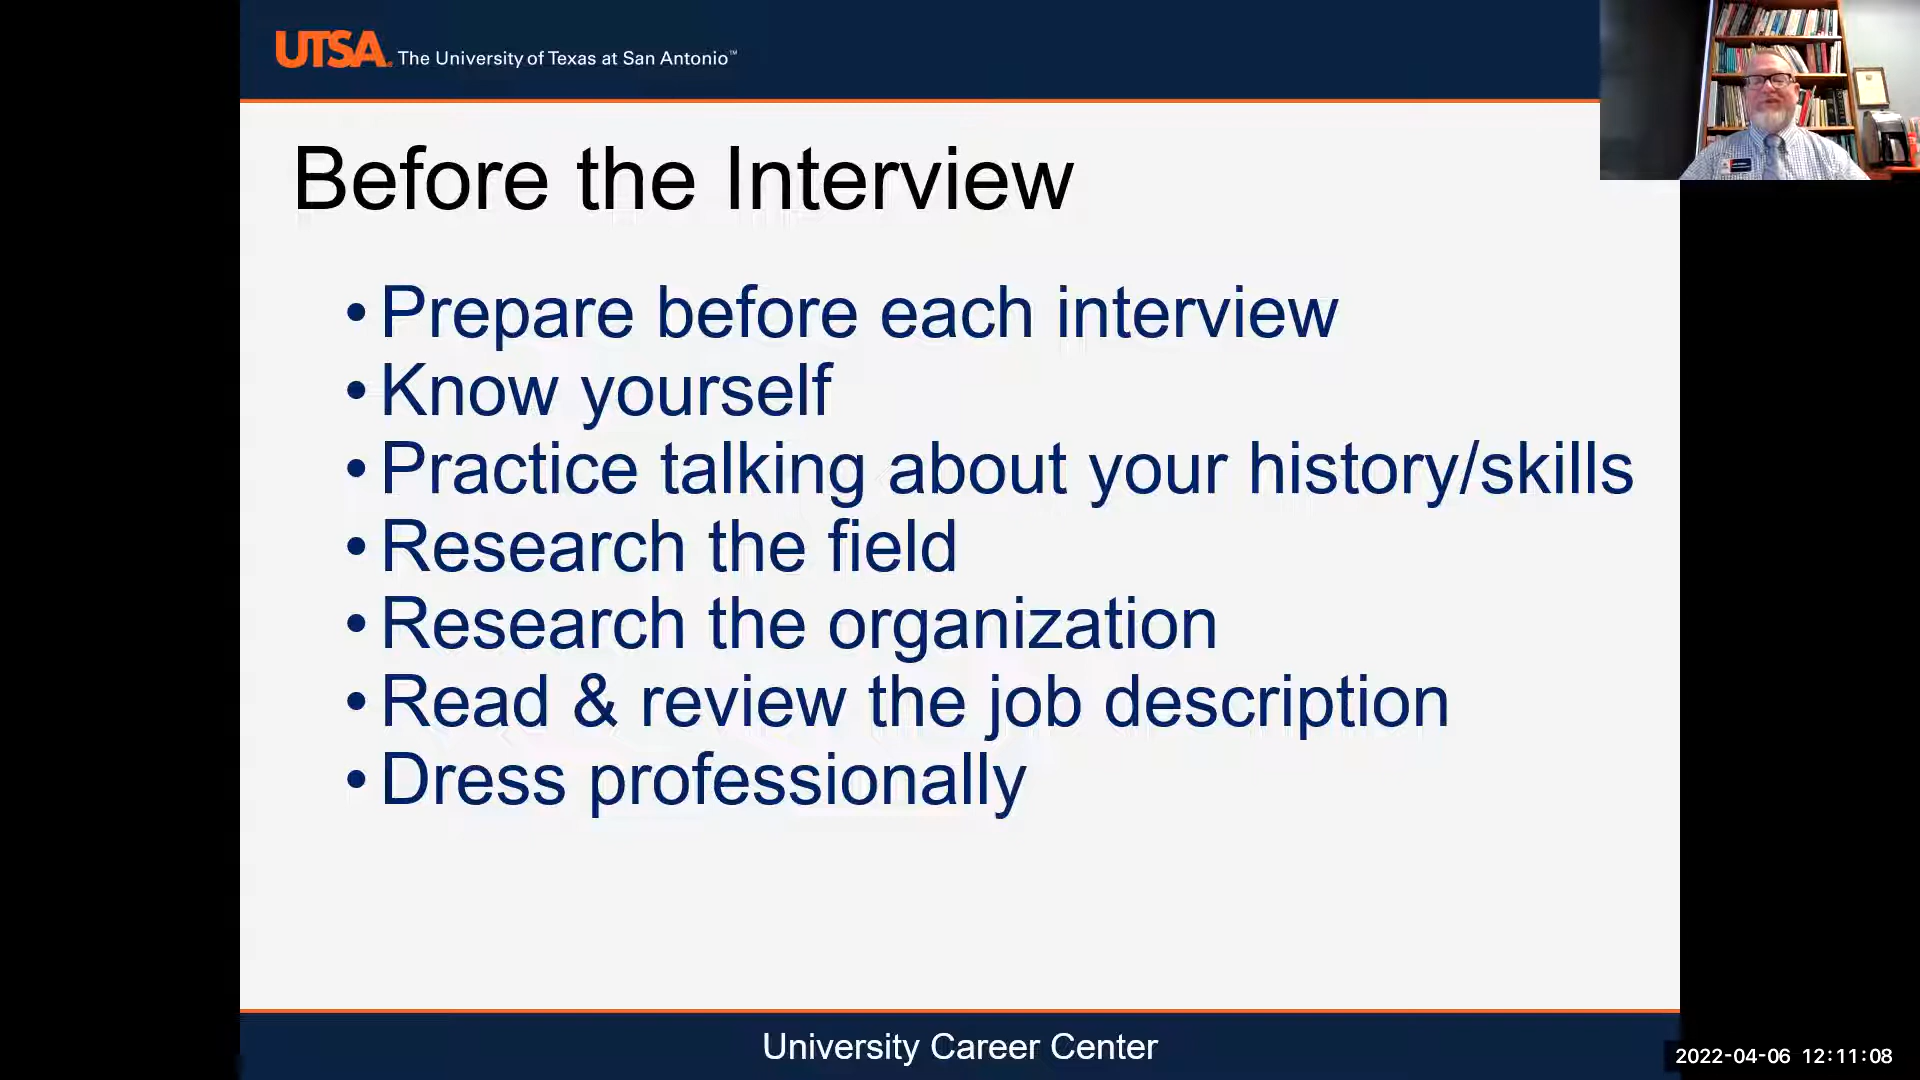 UTSA. The University of Texas at San Antonio™
Before the Interview
• Prepare before each interview
• Know yourself
• Practice talking about your history/skills
• Research the field
• Research the organization
• Read & review the job description
• Dress professionally
University Career Center
2022-04-06 12:11:08